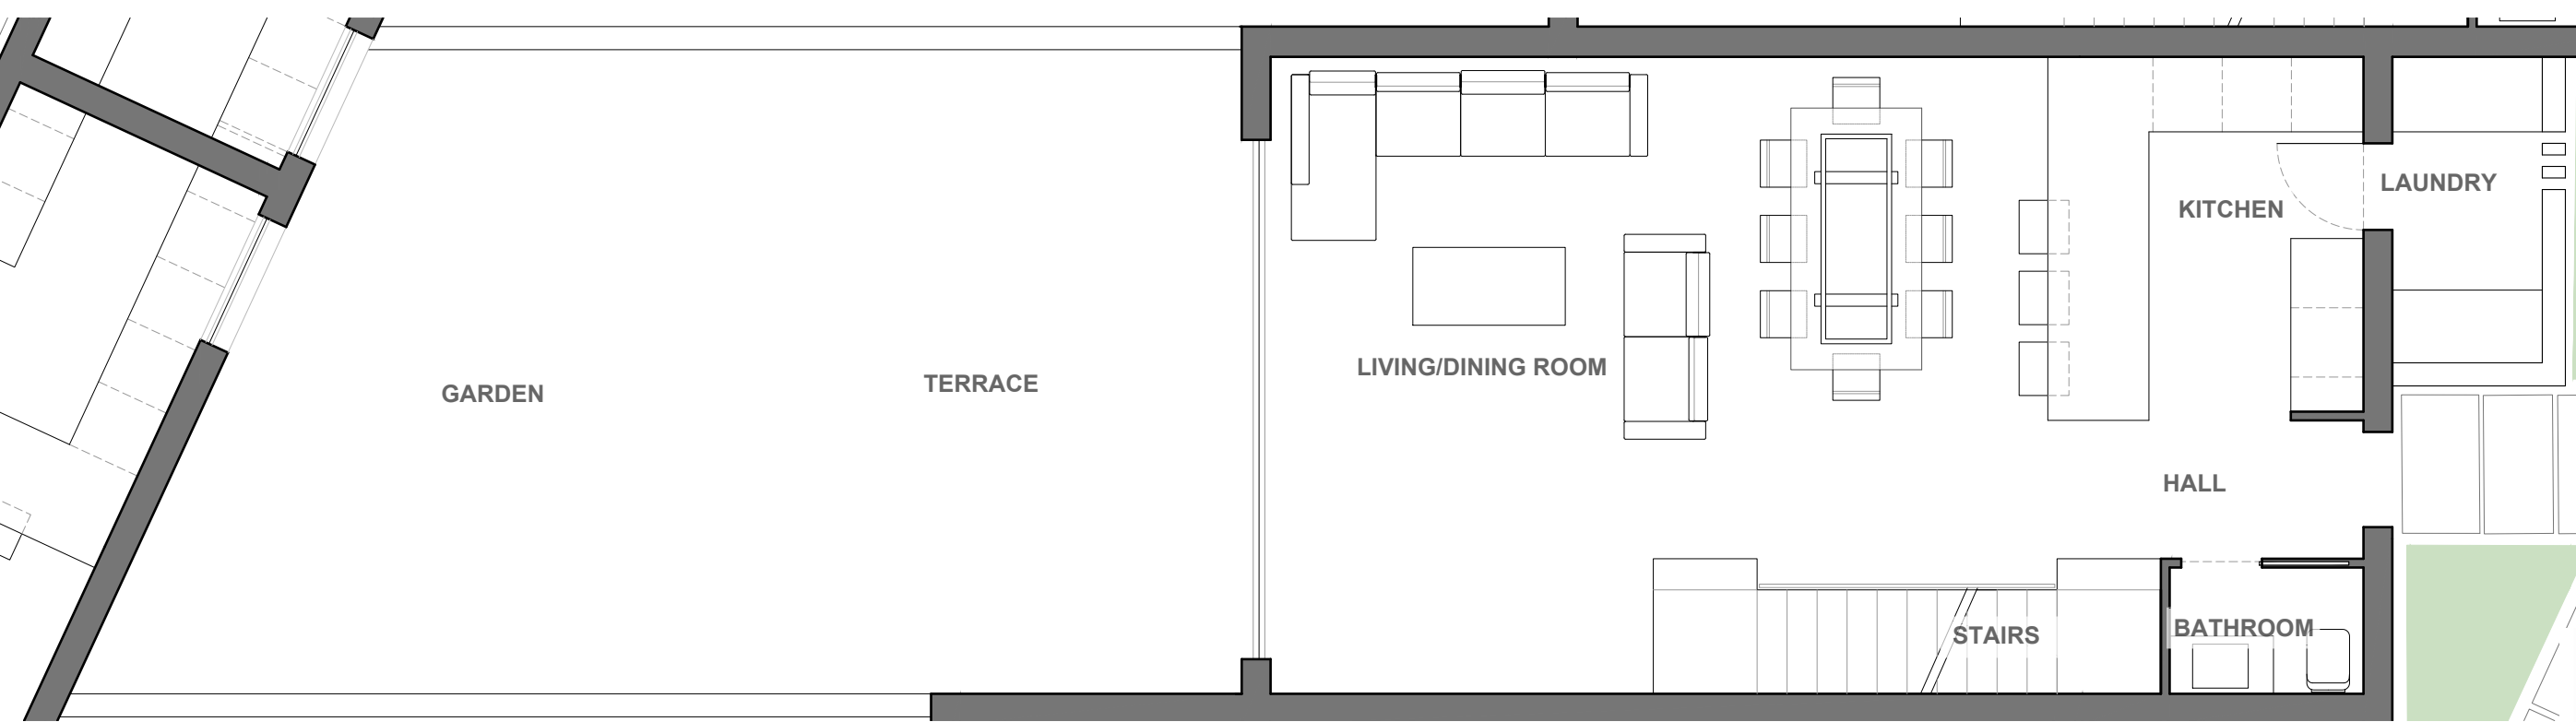 LAUNDRY
KITCHEN
LIVING/DINING ROOM
TERRACE
GARDEN
HALL
BATHROOM
STAIRS